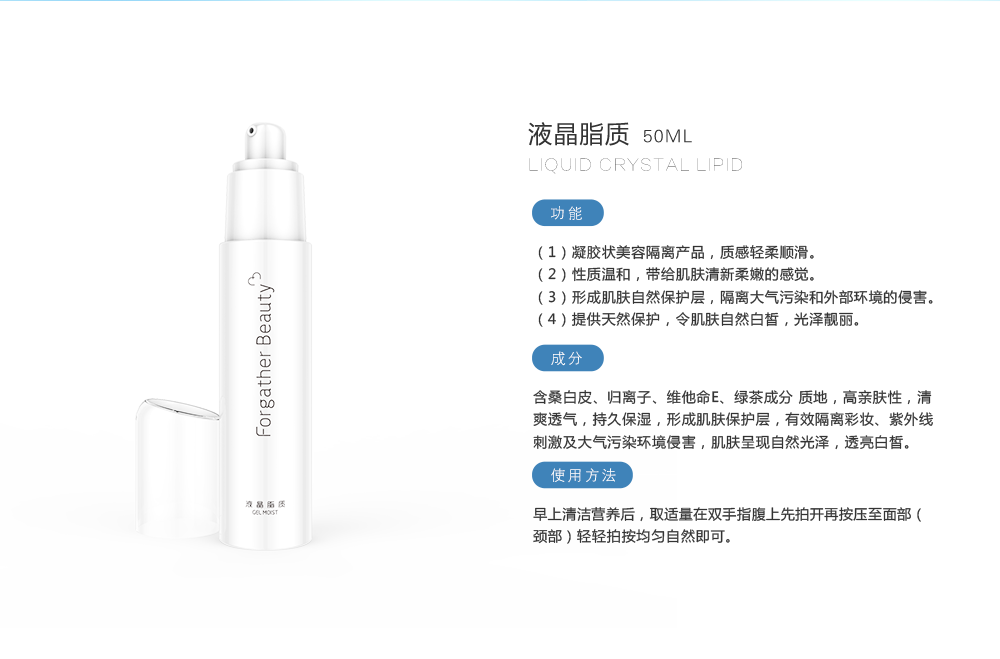 液晶脂质 50ML
LIQUID CRYSTAL LIPID
功能
（1）凝胶状美容隔离产品，质感轻柔顺滑。
（2）性质温和，带给肌肤清新柔嫩的感觉。
（3）形成肌肤自然保护层，隔离大气污染和外部环境的侵害。
（4）提供天然保护，令肌肤自然白皙，光泽靓丽。
成分
含桑白皮、归离子、维他命E、绿茶成分 质地，高亲肤性，清
爽透气，持久保湿，形成肌肤保护层，有效隔离彩妆、紫外线
刺激及大气污染环境侵害，肌肤呈现自然光泽，透亮白皙。
使用方法
早上清洁营养后，取适量在双手指腹上先拍开再按压至面部（
颈部）轻轻拍按均匀自然即可。
Forgather Beauty
液晶脂质
GEL MOIST